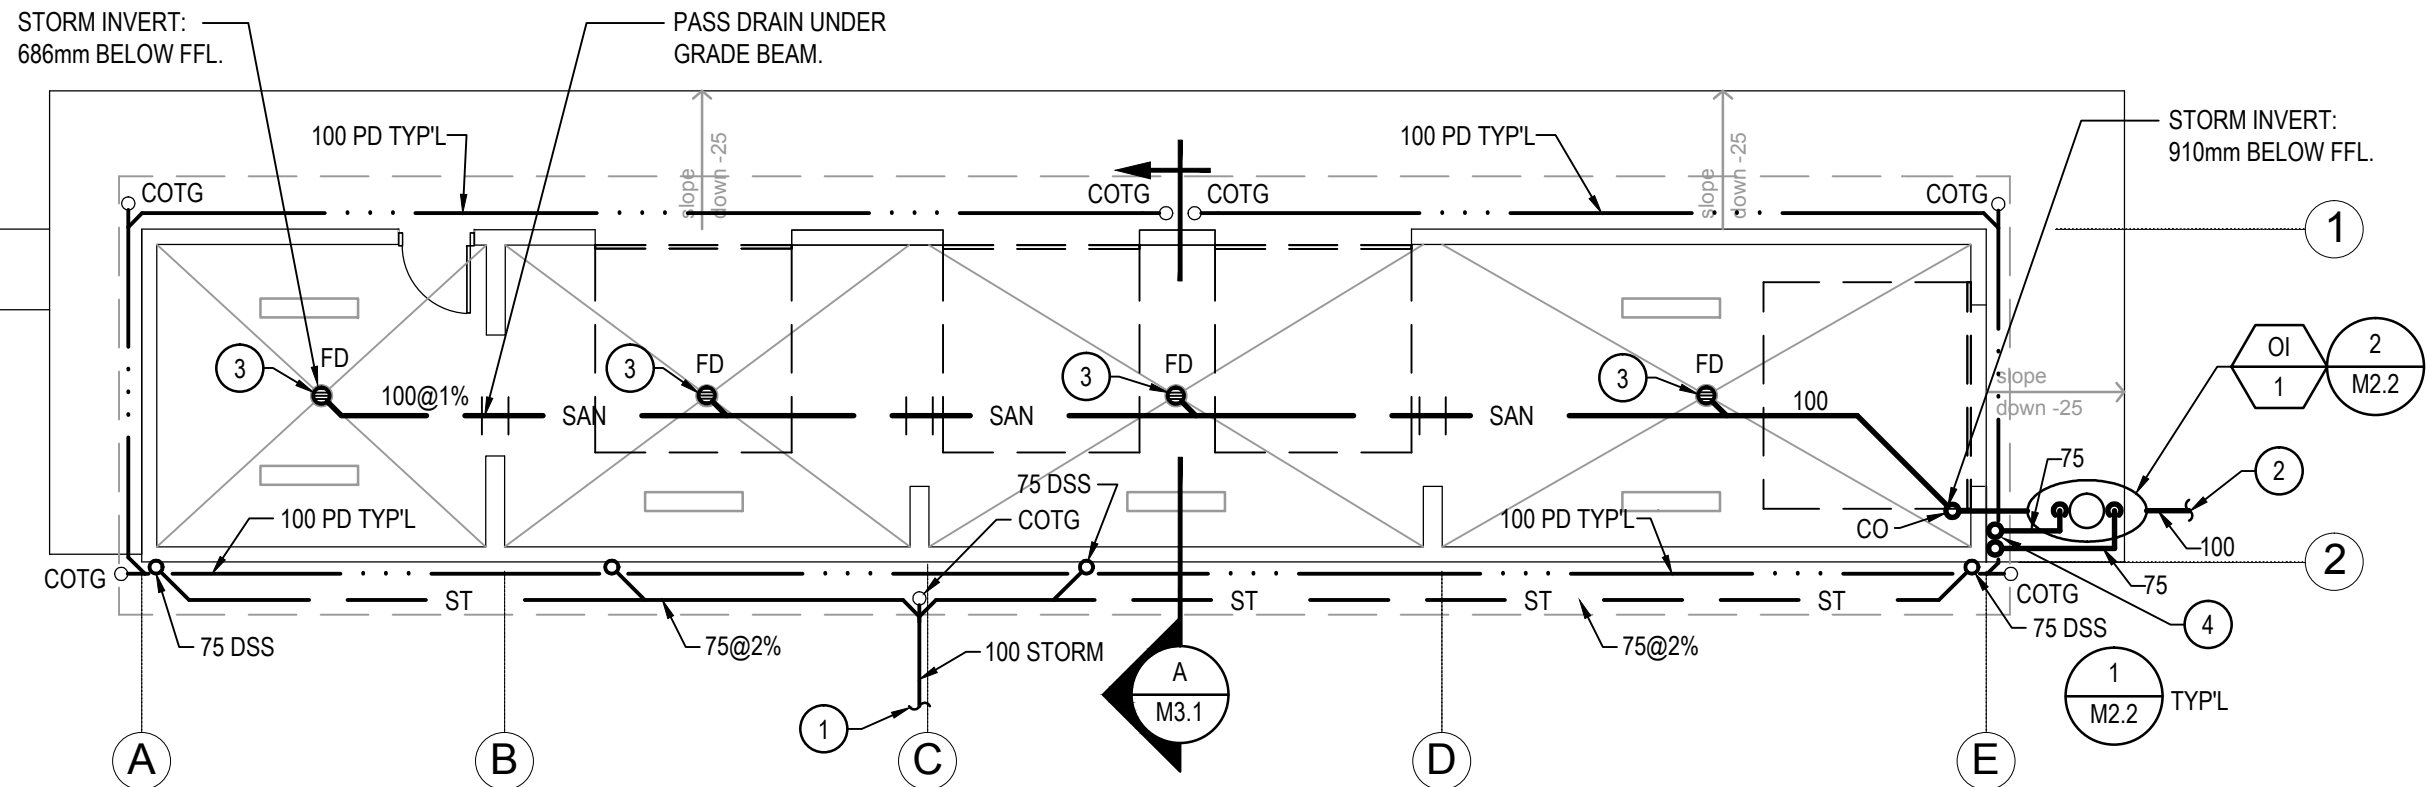 STORM INVERT:
686mm BELOW FFL.
PASS DRAIN UNDER
GRADE BEAM.
100 PD TYP'L
100 PD TYP'L
STORM INVERT:
910mm BELOW FFL.
slope
down -25
slope
down -25
COTG
COTG
COTG
COTG
1
3
FD
3
FD
3
FD
3
FD
OI
1
2
M2.2
slope
down -25
100@1%
SAN
SAN
SAN
100
75
2
75 DSS
COTG
100 PD TYP'L
100 PD TYP'L
CO
100
2
COTG
75
COTG
ST
ST
ST
ST
75 DSS
75@2%
100 STORM
75@2%
75 DSS
4
A
M3.1
1
M2.2
TYP'L
1
A
B
C
D
E